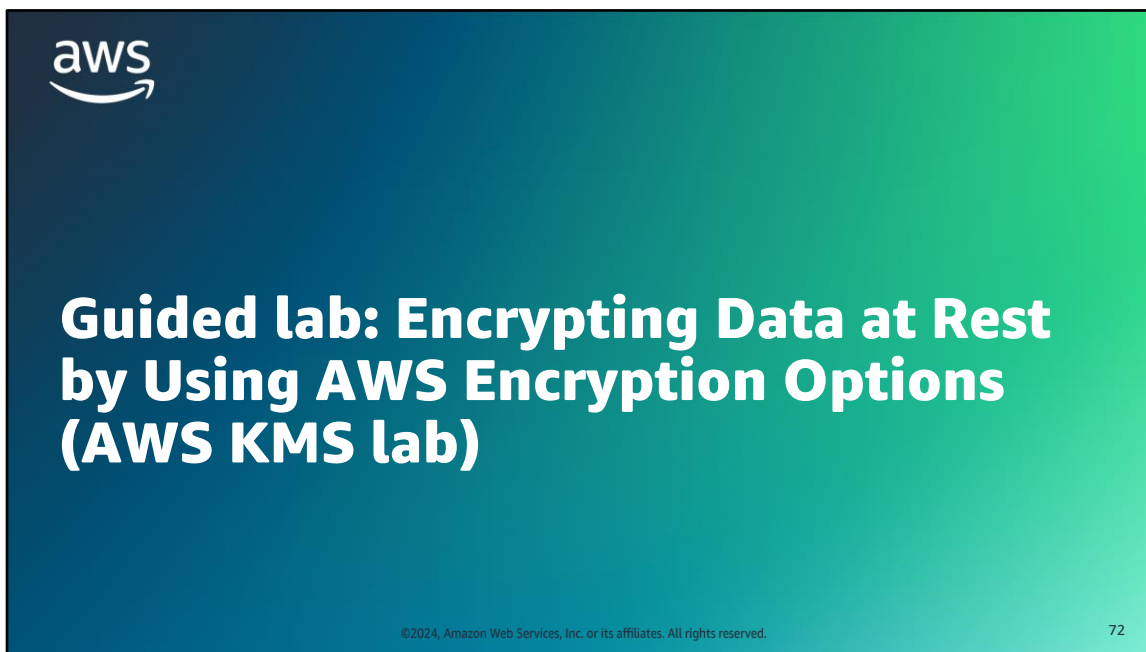 aws
Guided lab: Encrypting Data at Rest
by Using AWS Encryption Options
(AWS KMS lab)
©2024, Amazon Web Services, Inc. or its affiliates. All rights reserved.
72